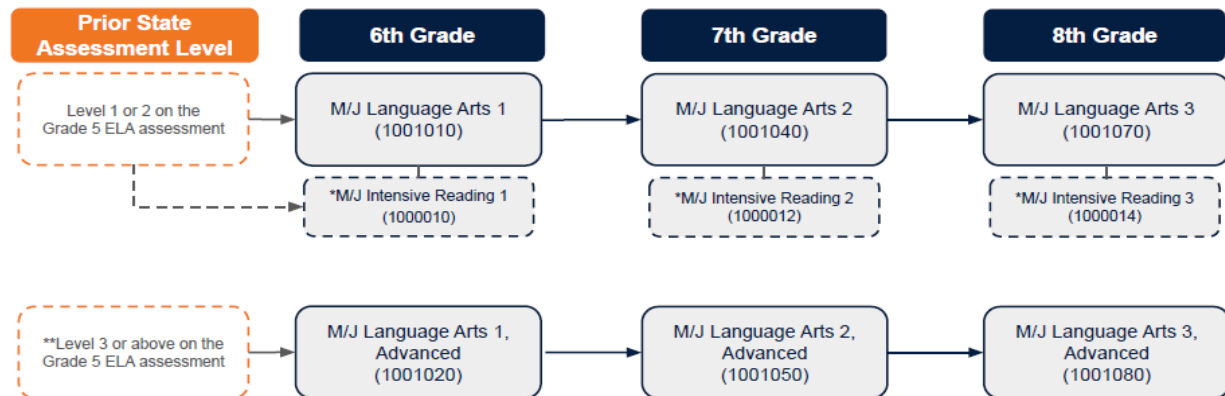 Prior State
Assessment Level
6th Grade
7th Grade
8th Grade
Level 1 or 2 on the
Grade 5 ELA assessment
M/J Language Arts 1
(1001010)
M/J Language Arts 2
(1001040)
M/J Language Arts 3
(1001070)
*M/J Intensive Reading 1
(1000010)
*M/J Intensive Reading 2
(1000012)
*M/J Intensive Reading 3
(1000014)
**Level 3 or above on the
Grade 5 ELA assessment
M/J Language Arts 1,
Advanced
(1001020)
M/J Language Arts 2,
Advanced
(1001050)
M/J Language Arts 3,
Advanced
(1001080)